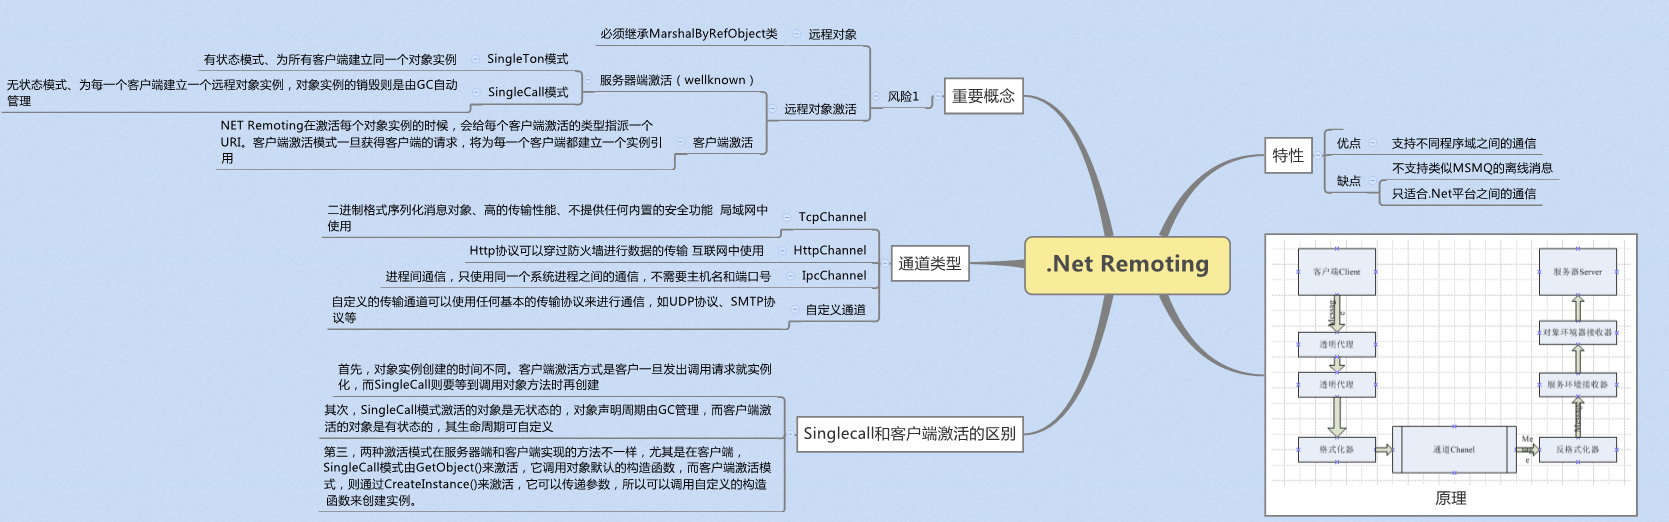 .Net Remoting
重要概念
风险1
远程对象
必须继承MarshalByRefObject类
远程对象激活
服务器端激活（wellknown）
SingleTon模式
有状态模式、为所有客户端建立同一个对象实例
SingleCall模式
无状态模式、为每一个客户端建立一个远程对象实例，对象实例的销毁则是由GC自动
管理
客户端激活
NET Remoting在激活每个对象实例的时候，会给每个客户端激活的类型指派一个
URI。客户端激活模式一旦获得客户端的请求，将为每一个客户端都建立一个实例引
用
通道类型
TcpChannel
二进制格式序列化消息对象、高的传输性能、不提供任何内置的安全功能 局域网中
使用
HttpChannel
Http协议可以穿过防火墙进行数据的传输 互联网中使用
IpcChannel
进程间通信，只使用同一个系统进程之间的通信，不需要主机名和端口号
自定义通道
自定义的传输通道可以使用任何基本的传输协议来进行通信，如UDP协议、SMTP协
议等
Singlecall和客户端激活的区别
首先，对象实例创建的时间不同。客户端激活方式是客户一旦发出调用请求就实例
化，而SingleCall则要等到调用对象方法时再创建
其次，SingleCall模式激活的对象是无状态的，对象声明周期由GC管理，而客户端激
活的对象是有状态的，其生命周期可自定义
第三，两种激活模式在服务器端和客户端实现的方法不一样，尤其是在客户端，
SingleCall模式由GetObject()来激活，它调用对象默认的构造函数，而客户端激活模
式，则通过CreateInstance()来激活，它可以传递参数，所以可以调用自定义的构造
函数来创建实例。
特性
优点
支持不同程序域之间的通信
缺点
不支持类似MSMQ的离线消息
只适合.Net平台之间的通信
客户端Client
Messag
e
透明代理
透明代理
格式化器
通道Chanel
Me
ssag
e
反格式化器
Message
服务环境接收器
对象环境器接收器
服务器Server
原理